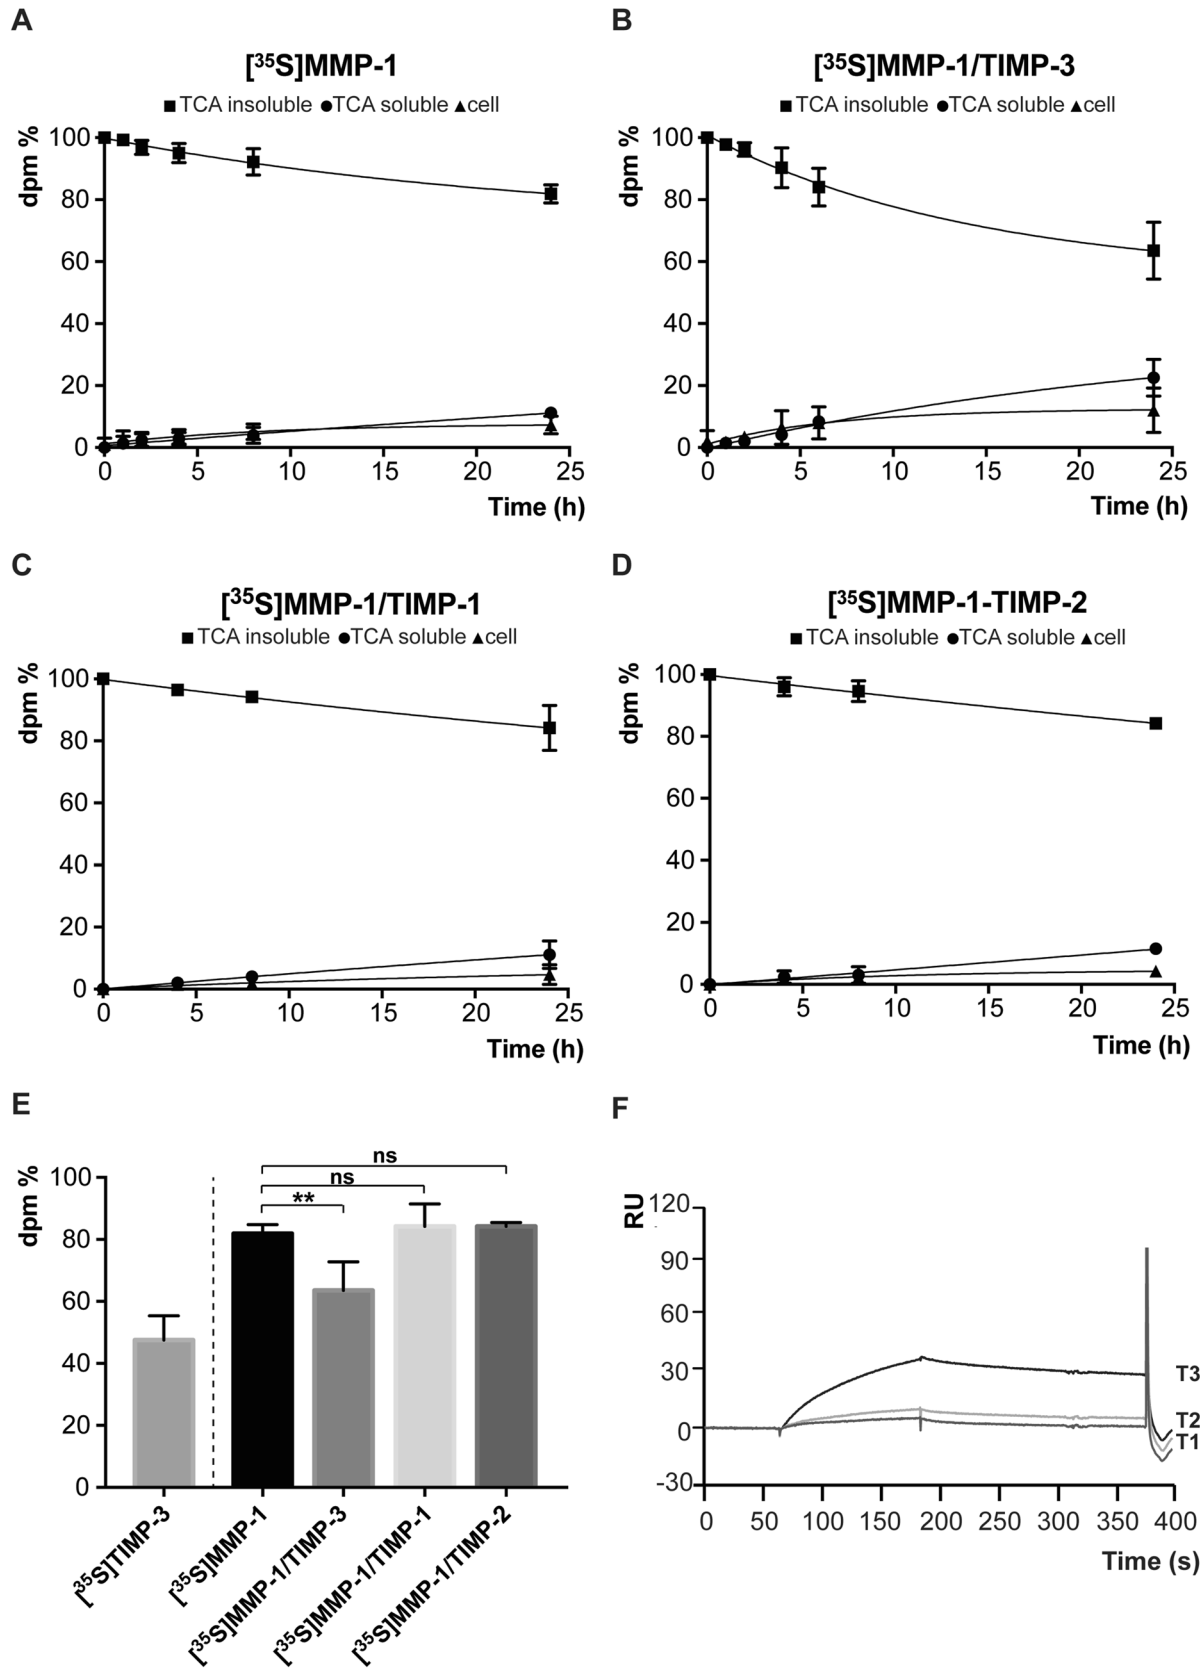 A
[³⁵S]MMP-1
■ TCA insoluble ●TCA soluble ▲cell
dpm %
100
80
60
40
20
0
0 5 10 15 20 25
Time (h)
B
[³⁵S]MMP-1/TIMP-3
■ TCA insoluble ●TCA soluble ▲cell
dpm %
100
80
60
40
20
0
0 5 10 15 20 25
Time (h)
C
[³⁵S]MMP-1/TIMP-1
■ TCA insoluble ●TCA soluble ▲cell
dpm %
100
80
60
40
20
0
0 5 10 15 20 25
Time (h)
D
[³⁵S]MMP-1-TIMP-2
■ TCA insoluble ●TCA soluble ▲cell
dpm %
100
80
60
40
20
0
0 5 10 15 20 25
Time (h)
E
dpm %
100
80
60
40
20
0
ns
ns
**
[³⁵S]TIMP-3
[³⁵S]MMP-1
[³⁵S]MMP-1/TIMP-3
[³⁵S]MMP-1/TIMP-1
[³⁵S]MMP-1/TIMP-2
F
RU
120
90
60
30
0
-30
T3
T2
T1
0 50 100 150 200 250 300 350 400
Time (s)